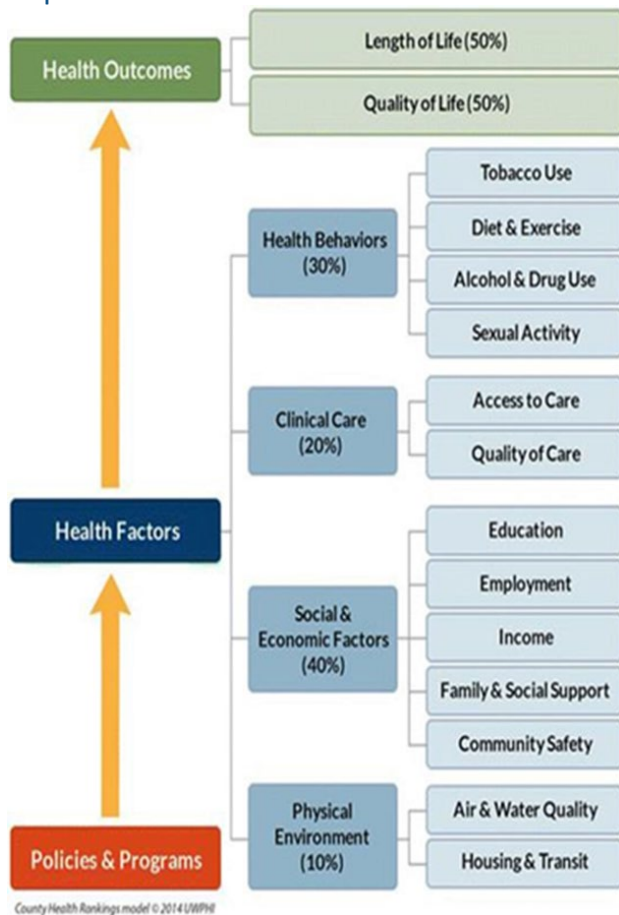 Health Outcomes
Length of Life (50%)
Quality of Life (50%)
Health Behaviors
(30%)
Tobacco Use
Diet & Exercise
Alcohol & Drug Use
Sexual Activity
Clinical Care
(20%)
Access to Care
Quality of Care
Health Factors
Social &
Economic Factors
(40%)
Education
Employment
Income
Family & Social Support
Community Safety
Physical
Environment
(10%)
Air & Water Quality
Housing & Transit
Policies & Programs
County Health Rankings model © 2014 UWPHI